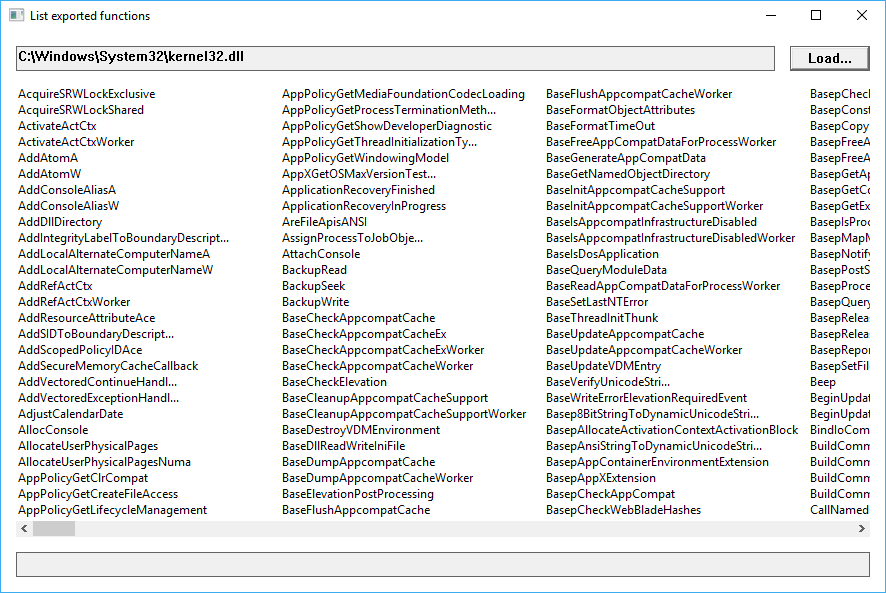 List exported functions
C:\Windows\System32\kernel32.dll
Load...
AcquireSRWLockExclusive
AcquireSRWLockShared
ActivateActCtx
ActivateActCtxWorker
AddAtomA
AddAtomW
AddConsoleAliasA
AddConsoleAliasW
AddDllDirectory
AddIntegrityLabelToBoundaryDescript...
AddLocalAlternateComputerNameA
AddLocalAlternateComputerNameW
AddRefActCtx
AddRefActCtxWorker
AddResourceAttributeAce
AddSIDToBoundaryDescript...
AddScopedPolicyIDAce
AddSecureMemoryCacheCallback
AddVectoredContinueHandl...
AddVectoredExceptionHandl...
AdjustCalendarDate
AllocConsole
AllocateUserPhysicalPages
AllocateUserPhysicalPagesNuma
AppPolicyGetClrCompat
AppPolicyGetCreateFileAccess
AppPolicyGetLifecycleManagement
AppPolicyGetMediaFoundationCodecLoading
AppPolicyGetProcessTerminationMeth...
AppPolicyGetShowDeveloperDiagnostic
AppPolicyGetThreadInitializationTy...
AppPolicyGetWindowingModel
AppXGetOSMaxVersionTest...
ApplicationRecoveryFinished
ApplicationRecoveryInProgress
AreFileApisANSI
AssignProcessToJobObje...
AttachConsole
BackupRead
BackupSeek
BackupWrite
BaseCheckAppcompatCache
BaseCheckAppcompatCacheEx
BaseCheckAppcompatCacheExWorker
BaseCheckAppcompatCacheWorker
BaseCheckElevation
BaseCleanupAppcompatCacheSupport
BaseCleanupAppcompatCacheSupportWorker
BaseDestroyVDMEnvironment
BaseDllReadWriteIniFile
BaseDumpAppcompatCache
BaseDumpAppcompatCacheWorker
BaseElevationPostProcessing
BaseFlushAppcompatCache
BaseFlushAppcompatCacheWorker
BaseFormatObjectAttributes
BaseFormatTimeOut
BaseFreeAppCompatDataForProcessWorker
BaseGenerateAppCompatData
BaseGetNamedObjectDirectory
BaseInitAppcompatCacheSupport
BaseInitAppcompatCacheSupportWorker
BaseIsAppcompatInfrastructureDisabled
BaseIsAppcompatInfrastructureDisabledWorker
BaseIsDosApplication
BaseQueryModuleData
BaseReadAppCompatDataForProcessWorker
BaseSetLastNTError
BaseThreadInitThunk
BaseUpdateAppcompatCache
BaseUpdateAppcompatCacheWorker
BaseUpdateVDMEntry
BaseVerifyUnicodeStri...
BaseWriteErrorElevationRequiredEvent
Basep8BitStringToDynamicUnicodeStri...
BasepAllocateActivationContextActivationBlock
BasepAnsiStringToDynamicUnicodeStri...
BasepAppContainerEnvironmentExtension
BasepAppXExtension
BasepCheckAppCompat
BasepCheckWebBladeHashes
BasepChecl
BasepConst
BasepCopy
BasepFreeA
BasepFreeA
BasepGetAp
BasepGetCo
BasepGetEx
BasepIsProc
BasepMapM
BasepNotify
BasepPostS
BasepProce
BasepQuery
BasepRelea
BasepRelea
BasepRepor
BasepSetFil
Beep
BeginUpdat
BeginUpdat
BindIoCom
BuildComm
BuildComm
BuildComm
BuildComm
CallNamed